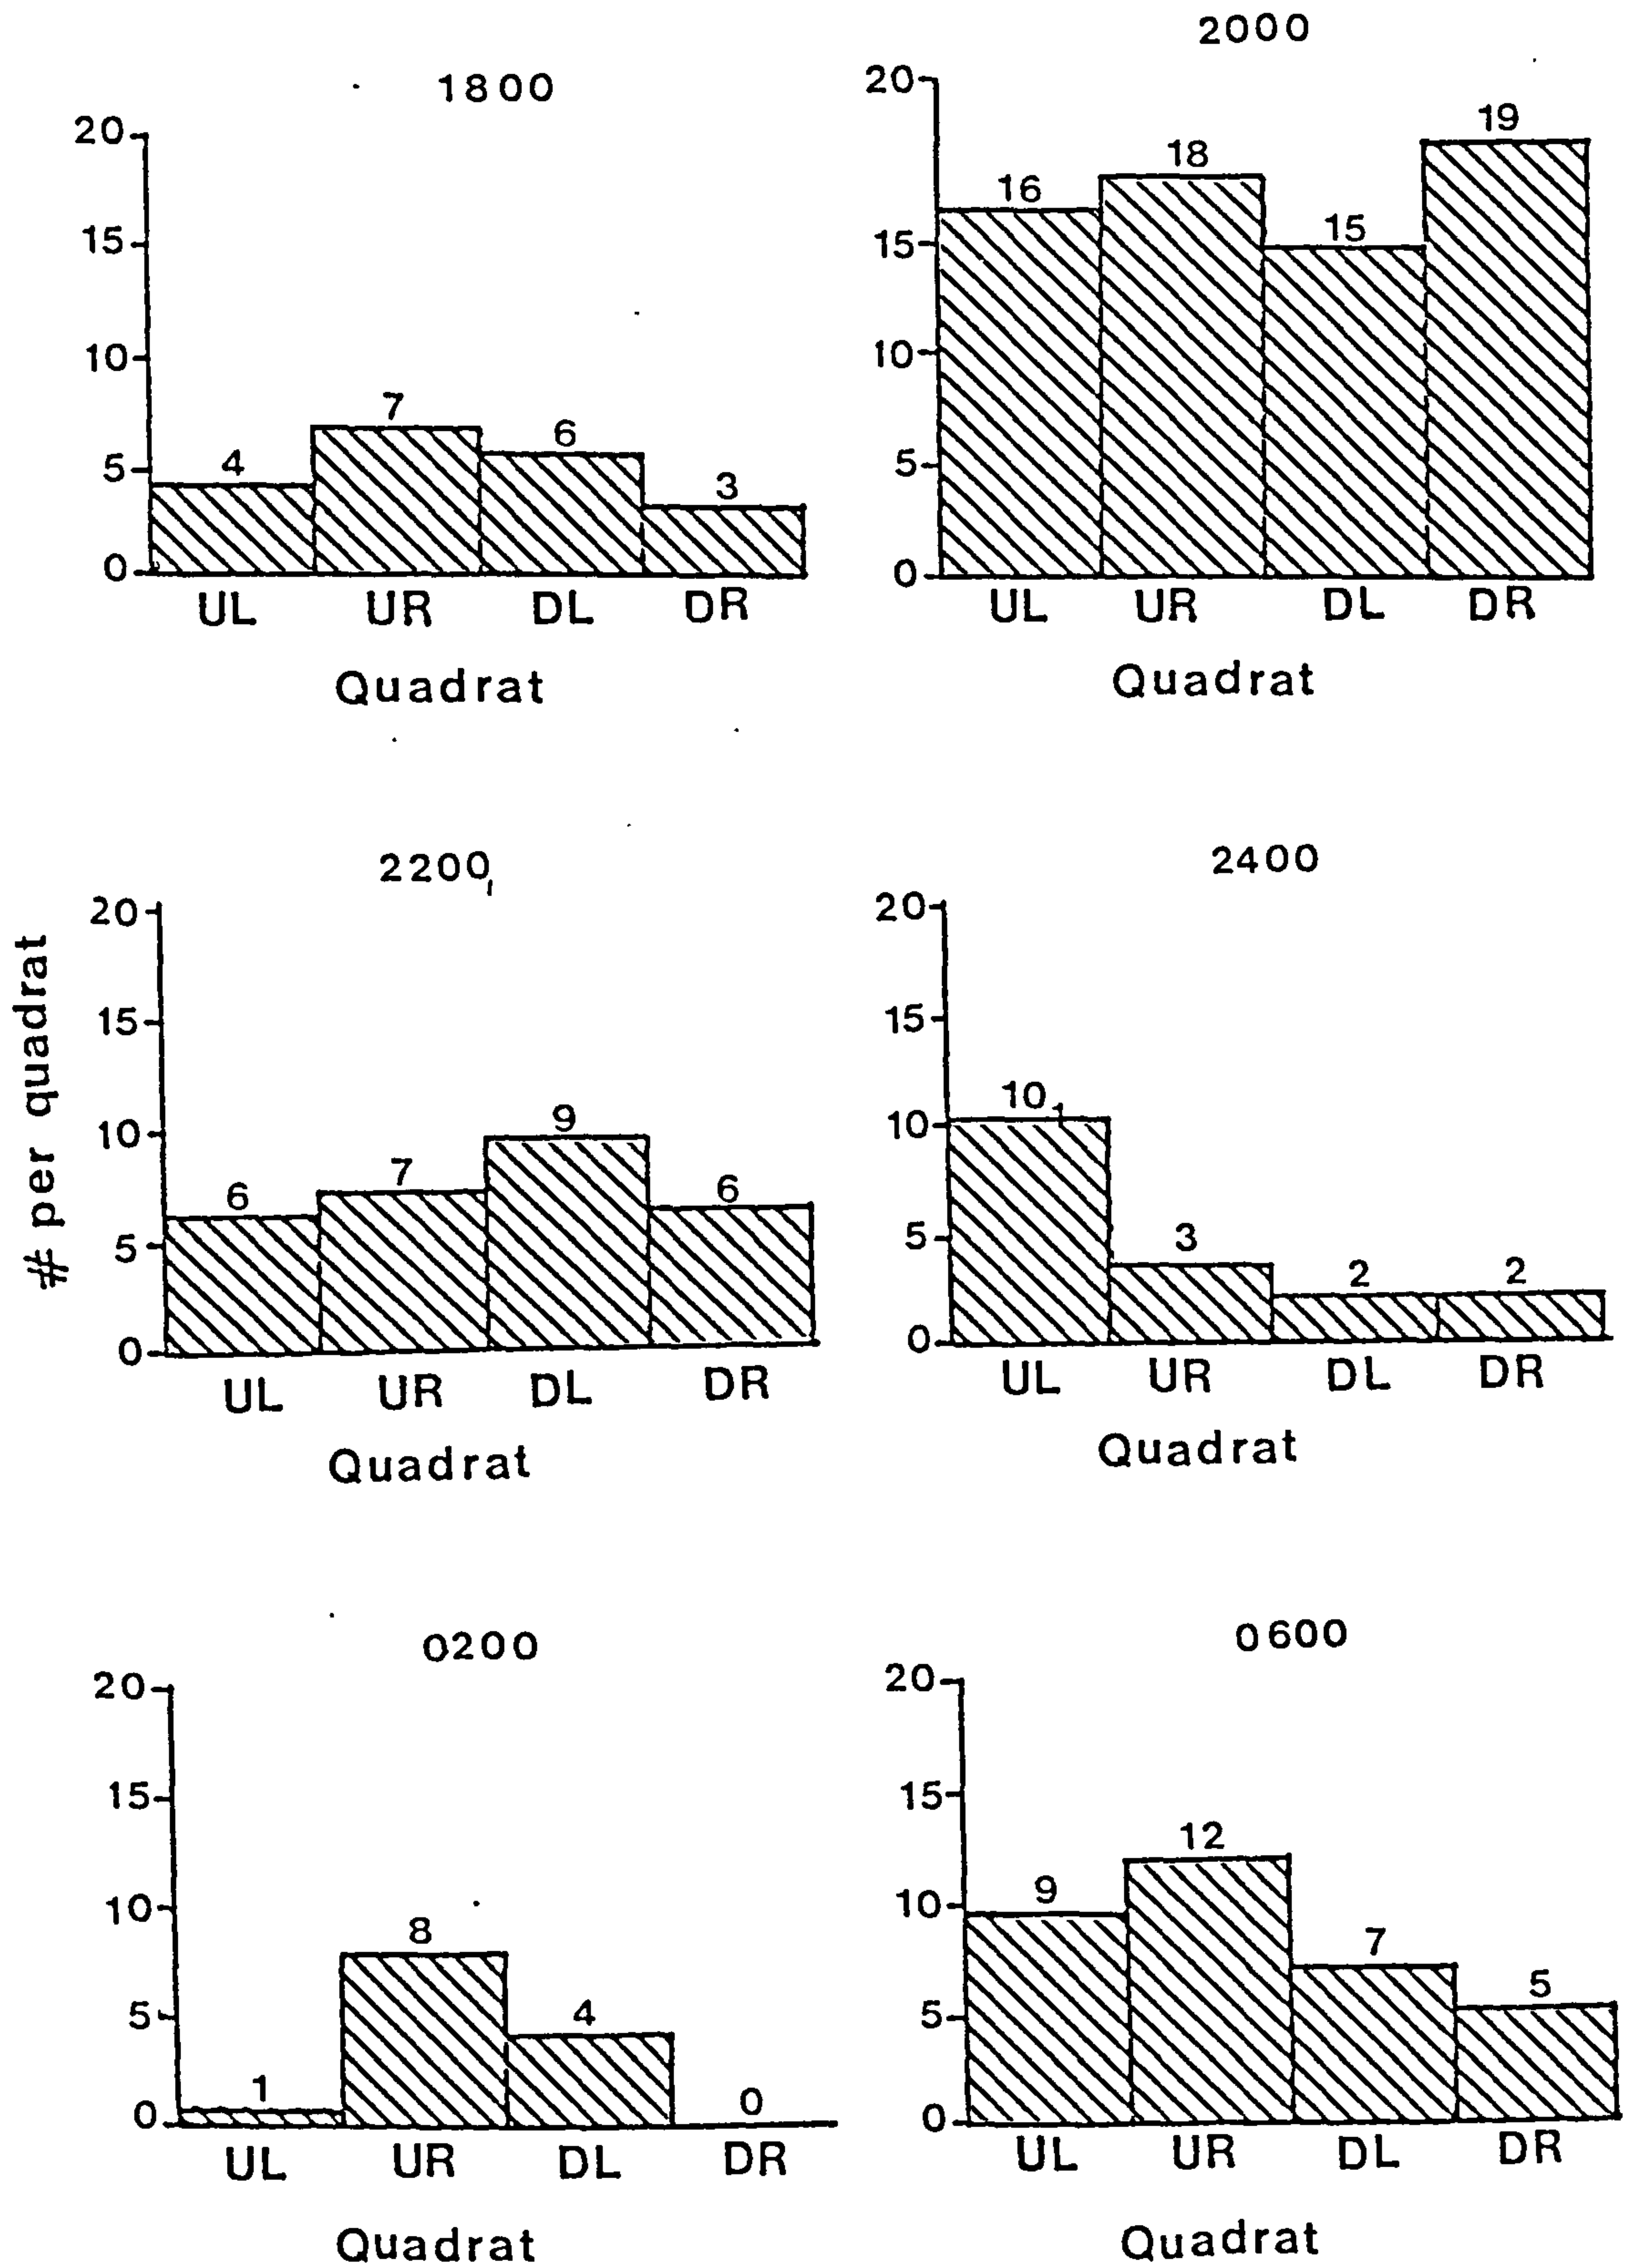 1800
20
15
10
5
0
4 7 6 3
UL UR DL DR
Quadrat
2000
20
15
10
5
0
16 18 15 19
UL UR DL DR
Quadrat
# per quadrat
2200
20
15
10
5
0
6 7 9 6
UL UR DL DR
Quadrat
2400
20
15
10
5
0
10 3 2 2
UL UR DL DR
Quadrat
0200
20
15
10
5
0
1 8 4 0
UL UR DL DR
Quadrat
0600
20
15
10
5
0
9 12 7 5
UL UR DL DR
Quadrat